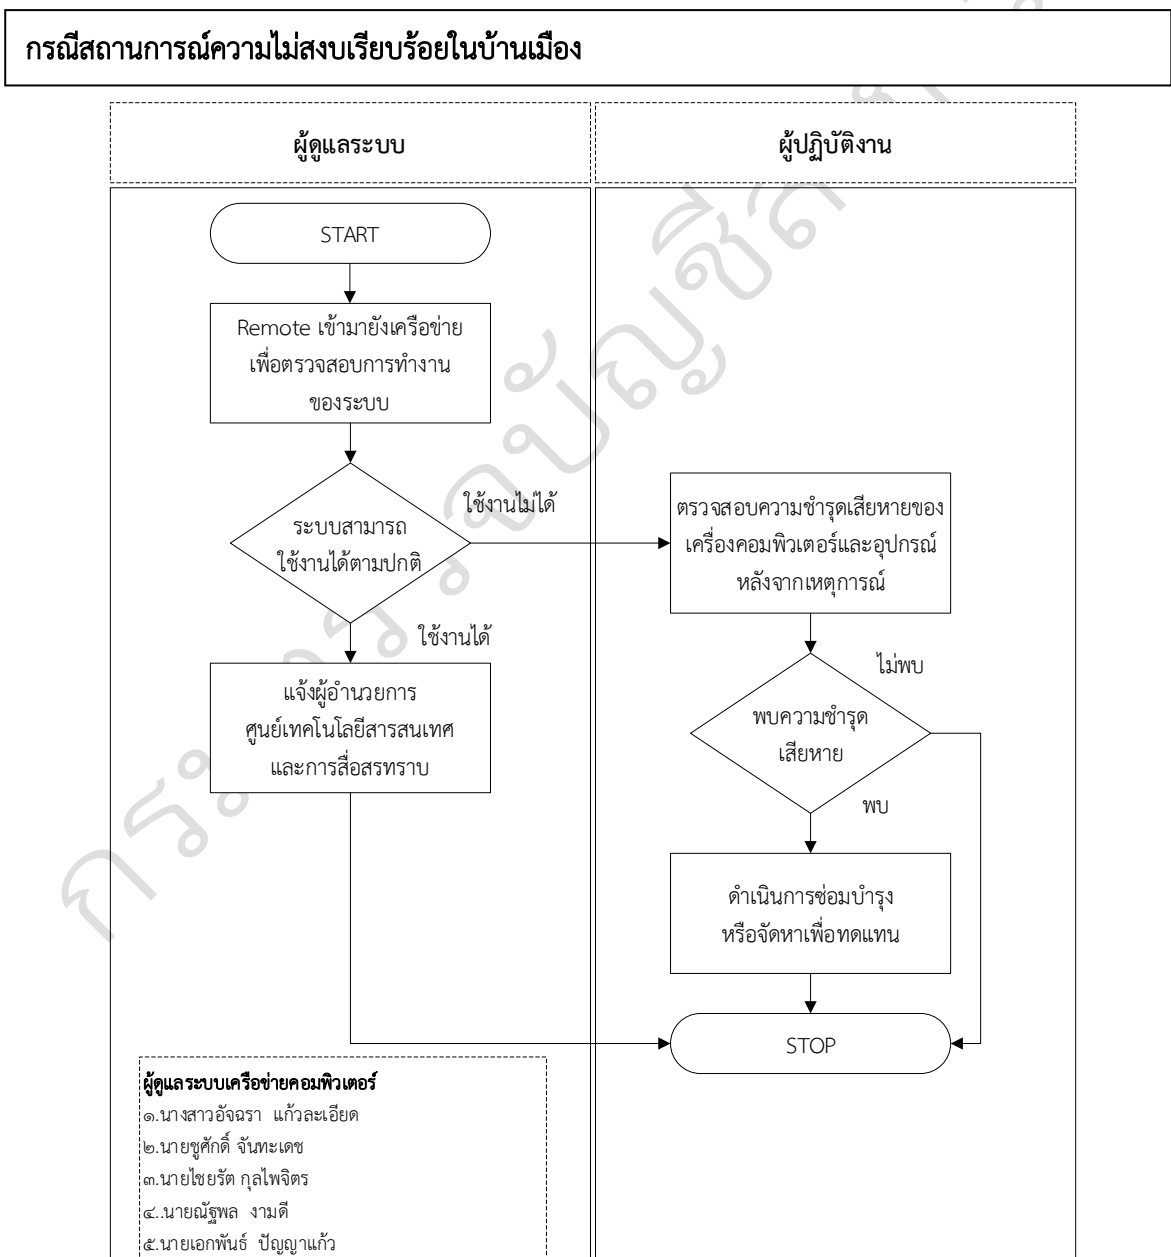 กรณีสถานการณ์ความไม่สงบเรียบร้อยในบ้านเมือง
ผู้ดูแลระบบ
ผู้ปฏิบัติงาน
START
Remote เข้ามายังเครือข่าย
เพื่อตรวจสอบการทำงาน
ของระบบ
ระบบสามารถ
ใช้งานได้ตามปกติ
ใช้งานไม่ได้
ใช้งานได้
แจ้งผู้อำนวยการ
ศูนย์เทคโนโลยีสารสนเทศ
และการสื่อสรทราบ
ตรวจสอบความชำรุดเสียหายของ
เครื่องคอมพิวเตอร์และอุปกรณ์
หลังจากเหตุการณ์
พบความชำรุด
เสียหาย
ไม่พบ
พบ
ดำเนินการซ่อมบำรุง
หรือจัดหาเพื่อทดแทน
STOP
ผู้ดูแลระบบเครือข่ายคอมพิวเตอร์
๑.นางสาวอัจฉรา แก้วละเอียด
๒.นายชูศักดิ์ จันทะเดช
๓.นายไชยรัต กุลไพจิตร
๔..นายณัฐพล งามดี
๕.นายเอกพันธ์ ปัญญาแก้ว